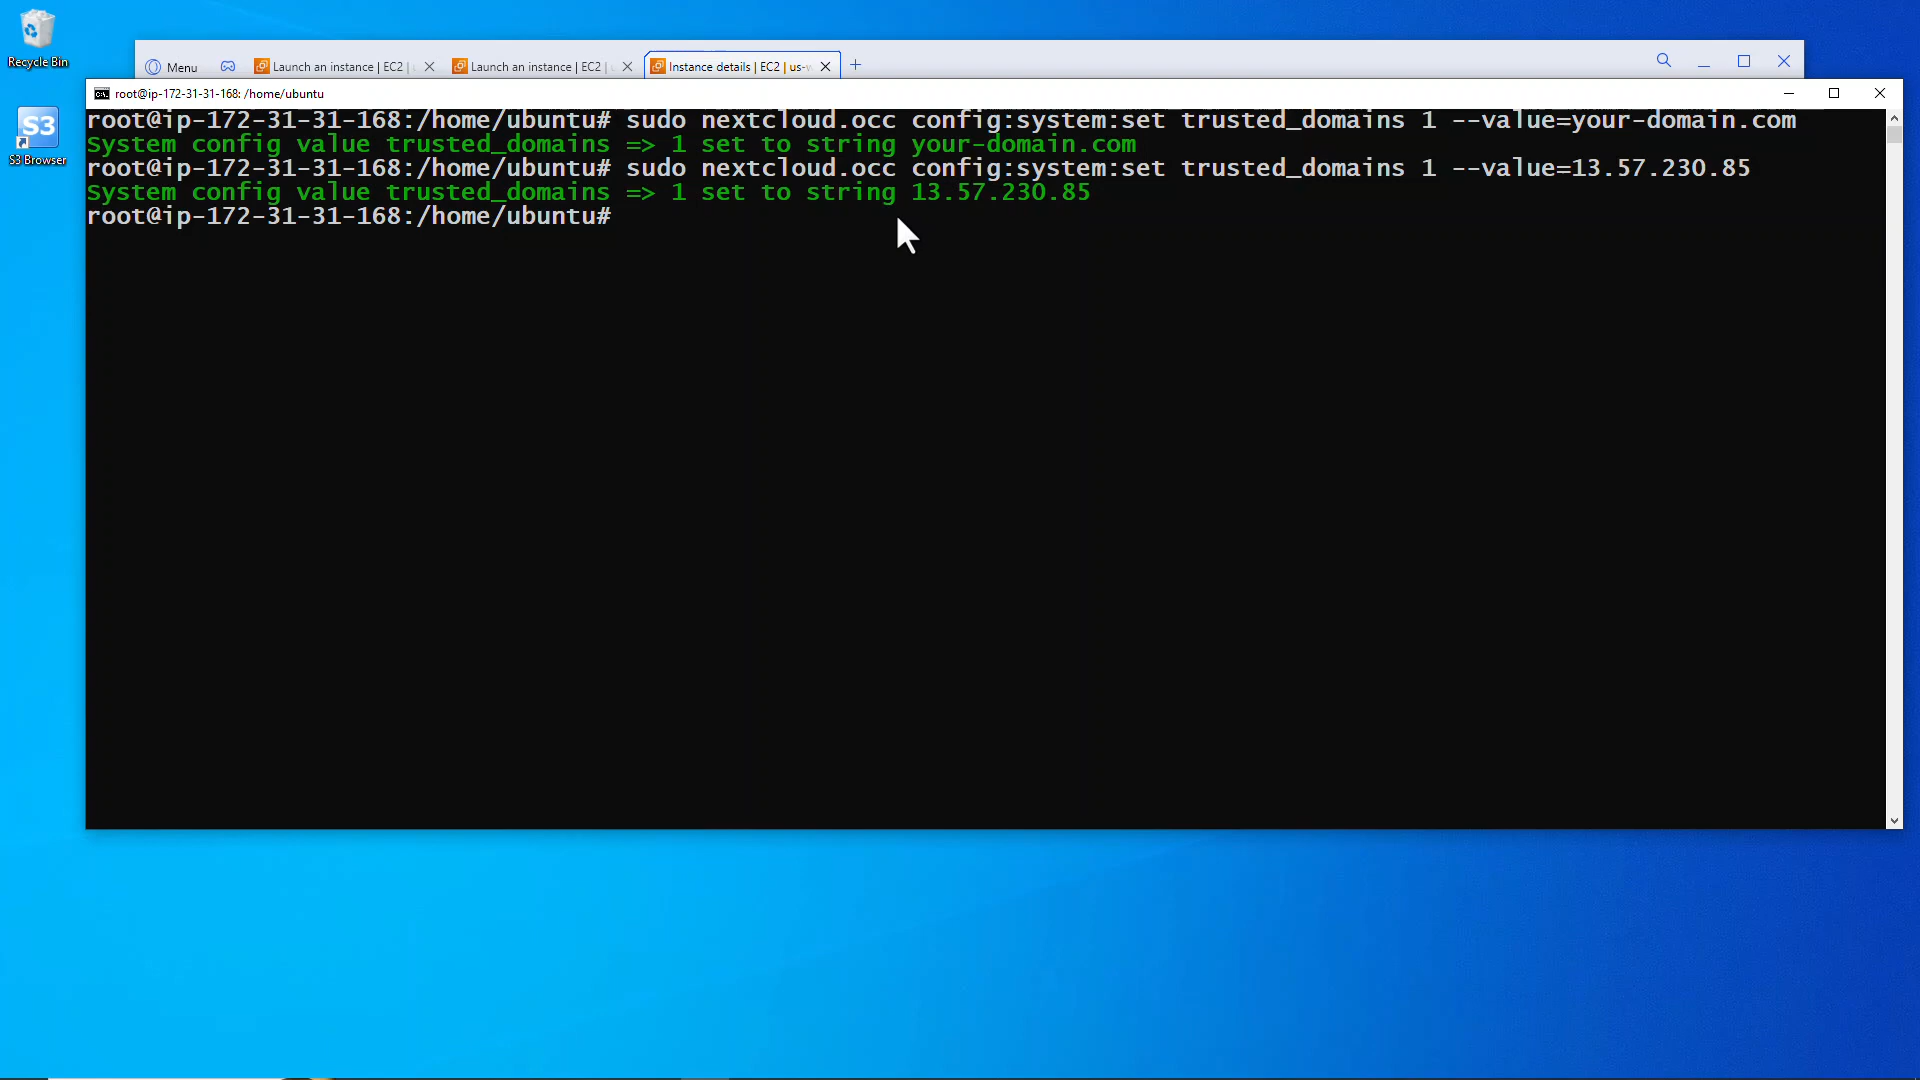 Recycle Bin
S3
S3 Browser
Menu
Launch an instance | EC2 |
Launch an instance | EC2 |
Instance details | EC2 | us-w
root@ip-172-31-31-168: /home/ubuntu
root@ip-172-31-31-168:/home/ubuntu# sudo nextcloud.occ config:system:set trusted_domains 1 --value=your-domain.com
System config value trusted_domains => 1 set to string your-domain.com
root@ip-172-31-31-168:/home/ubuntu# sudo nextcloud.occ config:system:set trusted_domains 1 --value=13.57.230.85
System config value trusted_domains => 1 set to string 13.57.230.85
root@ip-172-31-31-168:/home/ubuntu#